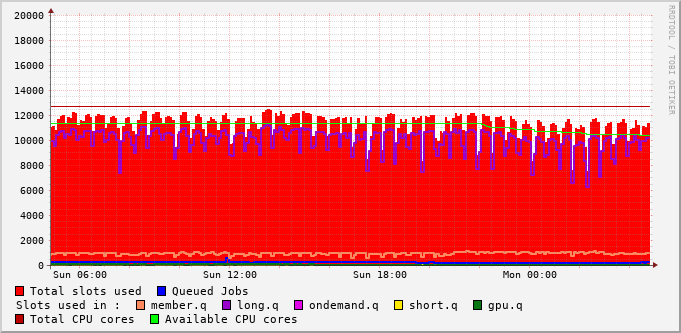 20000
18000
16000
14000
12000
10000
8000
6000
4000
2000
0
Sun 06:00 Sun 12:00 Sun 18:00 Mon 00:00
RRDTOOL / TOBI OETIKER
Total slots used Queued Jobs
Slots used in : member.q long.q ondemand.q short.q gpu.q
Total CPU cores Available CPU cores